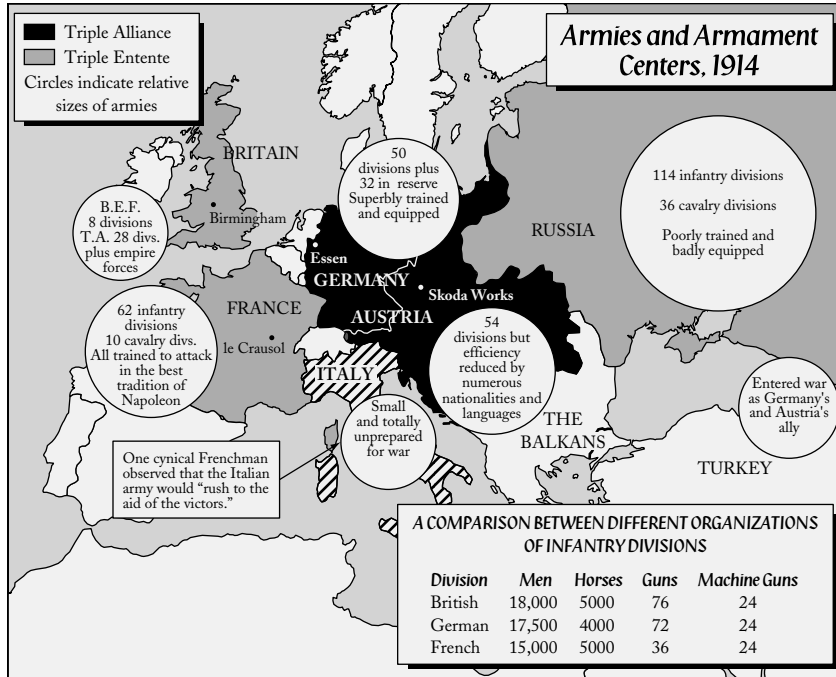 Triple Alliance
Triple Entente
Circles indicate relative
sizes of armies
Armies and Armament
Centers, 1914
BRITAIN
Birmingham
B.E.F.
8 divisions
T.A. 28 divs.
plus empire
forces
50
divisions plus
32 in reserve
Superbly trained
and equipped
114 infantry divisions
36 cavalry divisions
Poorly trained and
badly equipped
RUSSIA
Essen
GERMANY
Skoda Works
AUSTRIA
FRANCE
le Crausol
62 infantry
divisions
10 cavalry divs.
All trained to attack
in the best
tradition of
Napoleon
54
divisions but
efficiency
reduced by
numerous
nationalities and
languages
ITALY
Small
and totally
unprepared
for war
Entered war
as Germany's
and Austria's
ally
THE
BALKANS
TURKEY
One cynical Frenchman
observed that the Italian
army would “rush to the
aid of the victors.”
A COMPARISON BETWEEN DIFFERENT ORGANIZATIONS
OF INFANTRY DIVISIONS
Division Men Horses Guns Machine Guns
British 18,000 5000 76 24
German 17,500 4000 72 24
French 15,000 5000 36 24